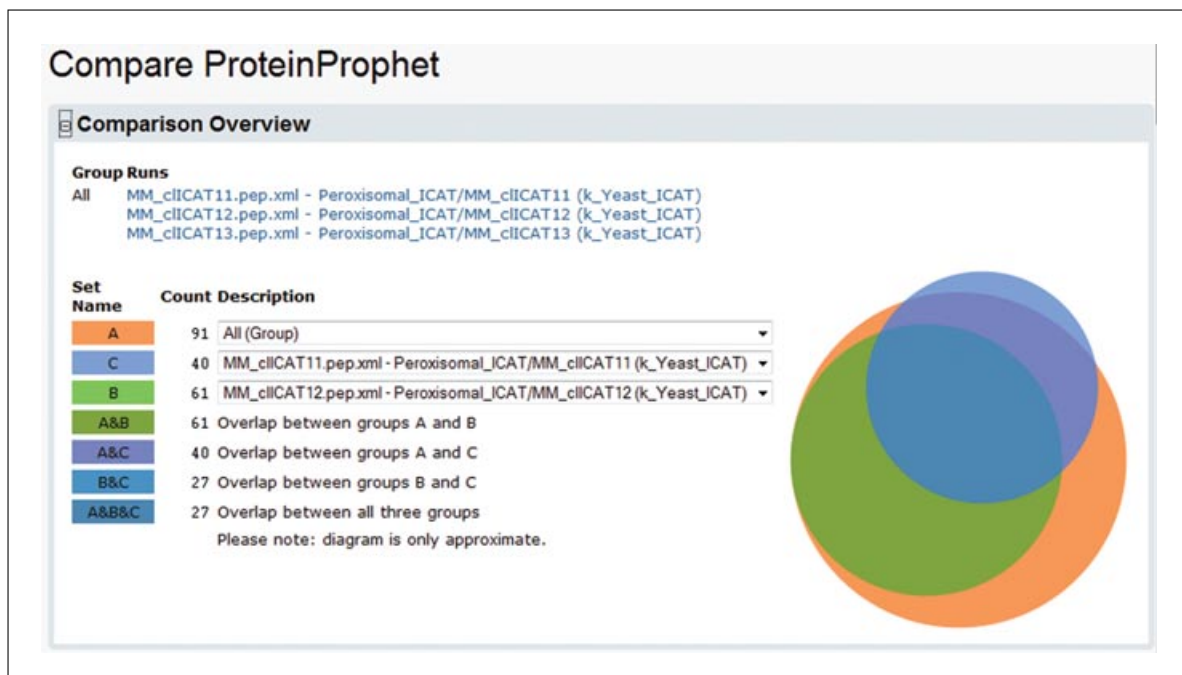 Compare ProteinProphet
Comparison Overview
Group Runs
All MM_clICAT11.pep.xml - Peroxisomal_ICAT/MM_clICAT11 (k_Yeast_ICAT)
MM_clICAT12.pep.xml - Peroxisomal_ICAT/MM_clICAT12 (k_Yeast_ICAT)
MM_clICAT13.pep.xml - Peroxisomal_ICAT/MM_clICAT13 (k_Yeast_ICAT)
Set Name Count Description
A 91 All (Group)
C 40 MM_clICAT11.pep.xml - Peroxisomal_ICAT/MM_clICAT11 (k_Yeast_ICAT)
B 61 MM_clICAT12.pep.xml - Peroxisomal_ICAT/MM_clICAT12 (k_Yeast_ICAT)
A&B 61 Overlap between groups A and B
A&C 40 Overlap between groups A and C
B&C 27 Overlap between groups B and C
A&B&C 27 Overlap between all three groups
Please note: diagram is only approximate.